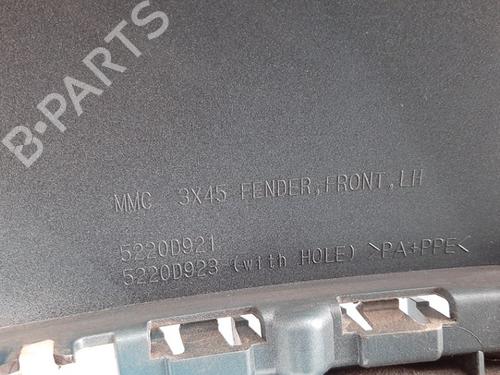 B-PARTS
MMC 3X45 FENDER,FRONT,LH
5220D921
5220D923 (with HOLE) >PA+PPE<